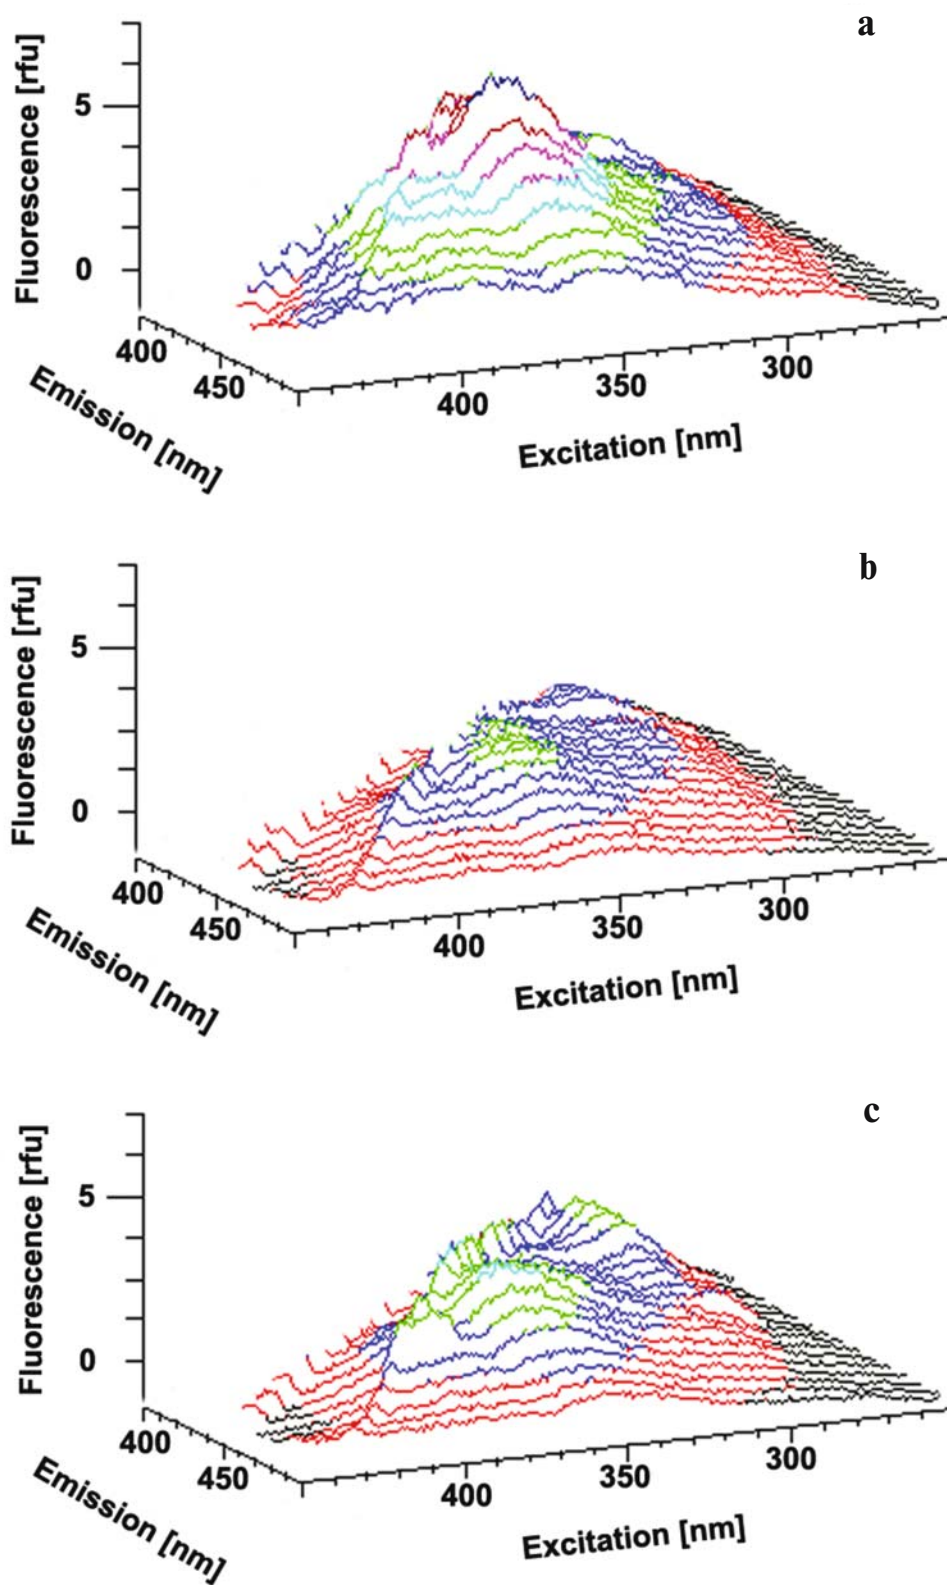 a
Fluorescence [rfu]
5
0
400
450
Emission [nm]
400
350
300
Excitation [nm]
b
Fluorescence [rfu]
5
0
400
450
Emission [nm]
400
350
300
Excitation [nm]
c
Fluorescence [rfu]
5
0
400
450
Emission [nm]
400
350
300
Excitation [nm]